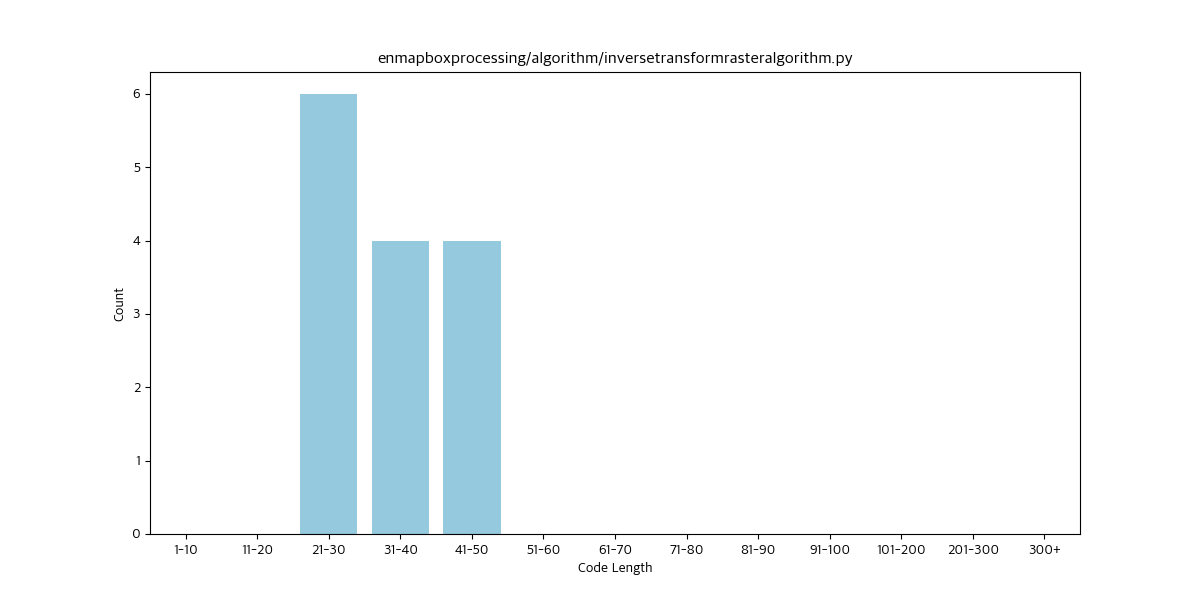 enmapboxprocessing/algorithm/inversetransformrasteralgorithm.py
Count
6
5
4
3
2
1
0
1-10 11-20 21-30 31-40 41-50 51-60 61-70 71-80 81-90 91-100 101-200 201-300 300+
Code Length